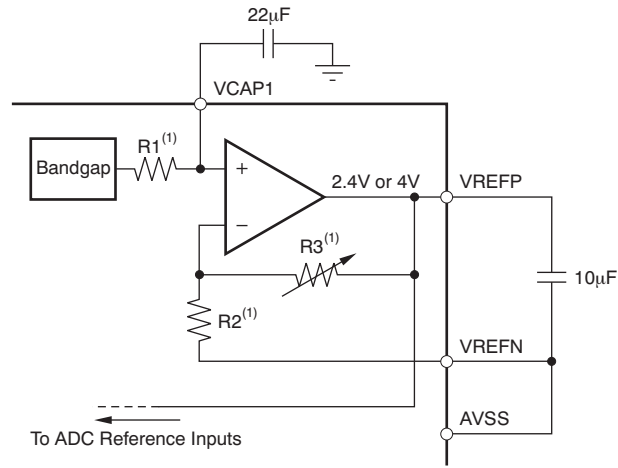 22μF
VCAP1
R1(1)
Bandgap
+
2.4V or 4V
VREFP
−
R3(1)
10μF
R2(1)
VREFN
AVSS
To ADC Reference Inputs